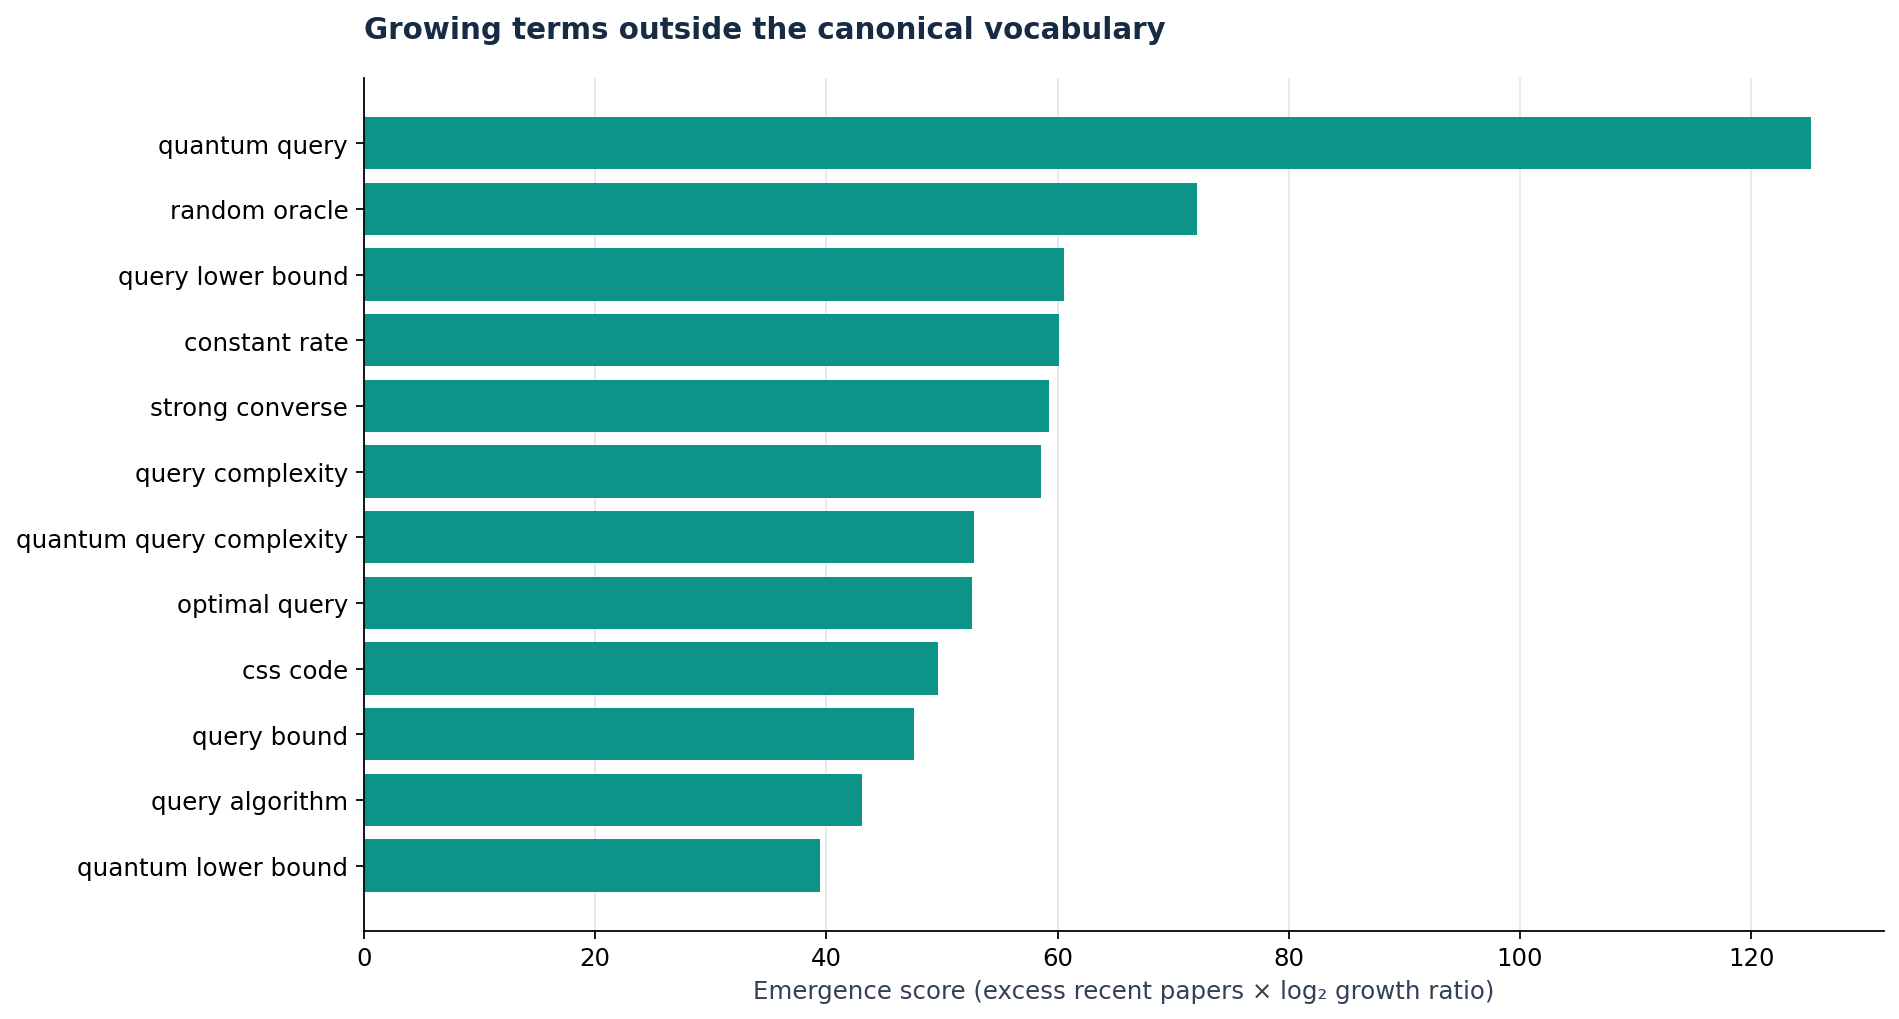 Growing terms outside the canonical vocabulary
quantum query
random oracle
query lower bound
constant rate
strong converse
query complexity
quantum query complexity
optimal query
css code
query bound
query algorithm
quantum lower bound
0 20 40 60 80 100 120
Emergence score (excess recent papers × log₂ growth ratio)